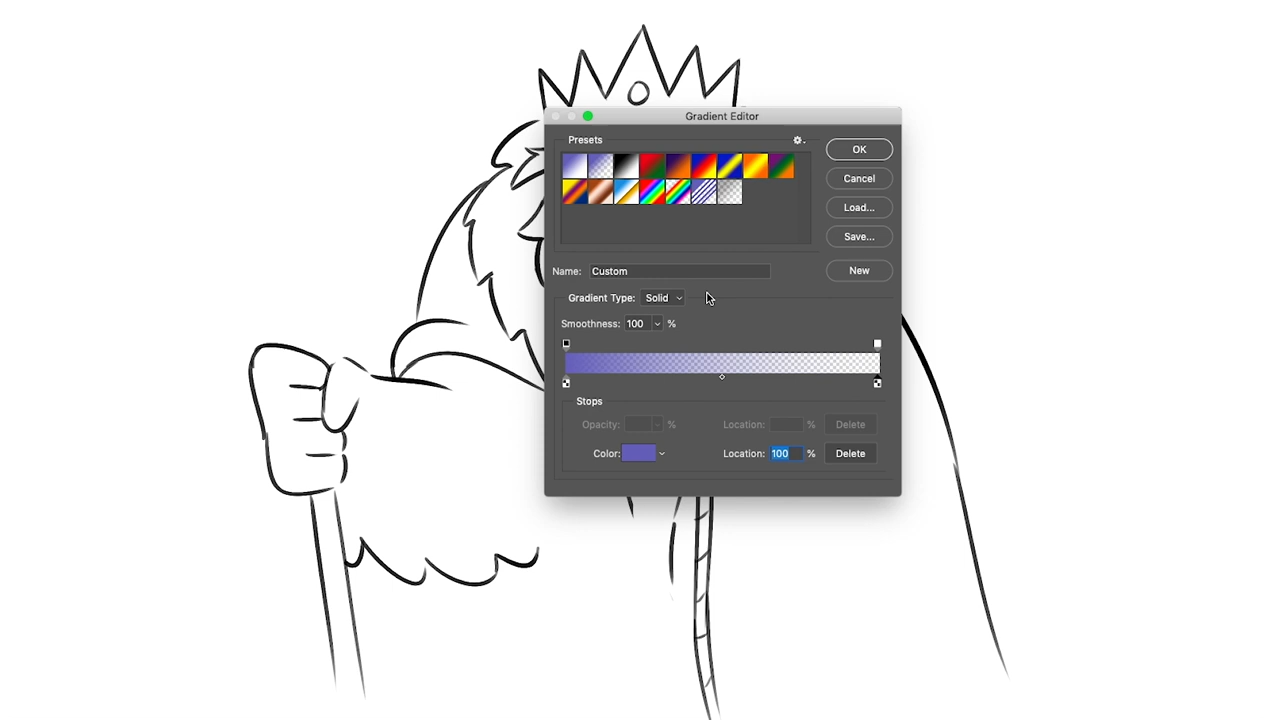 Gradient Editor
Presets
OK
Cancel
Load...
Save...
Name: Custom
New
Gradient Type: Solid
Smoothness: 100 %
Stops
Opacity: % Location: % Delete
Color: Location: 100 % Delete